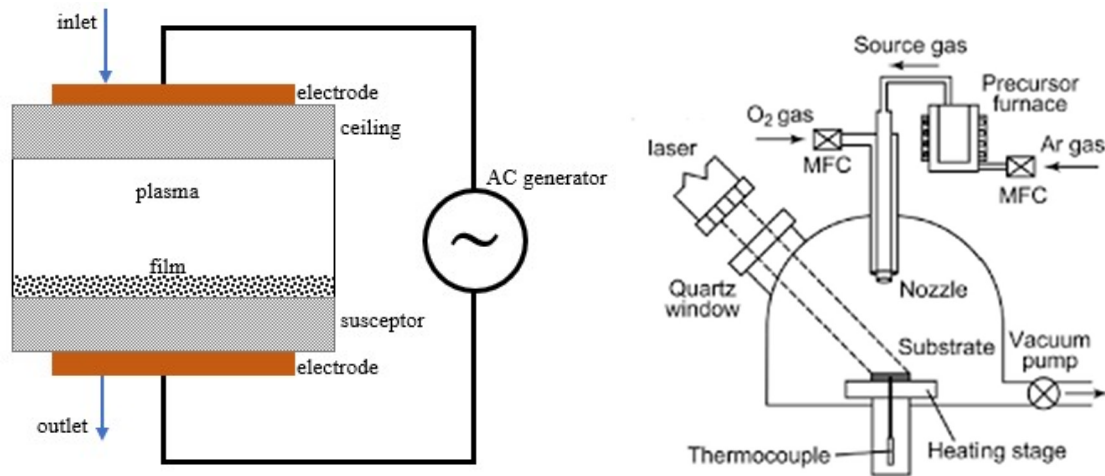 inlet
electrode
ceiling
plasma
AC generator
~
film
susceptor
electrode
outlet
Source gas
Precursor
furnace
O2 gas
MFC
Ar gas
MFC
laser
Quartz
window
Nozzle
Substrate
Vacuum
pump
Thermocouple
Heating stage